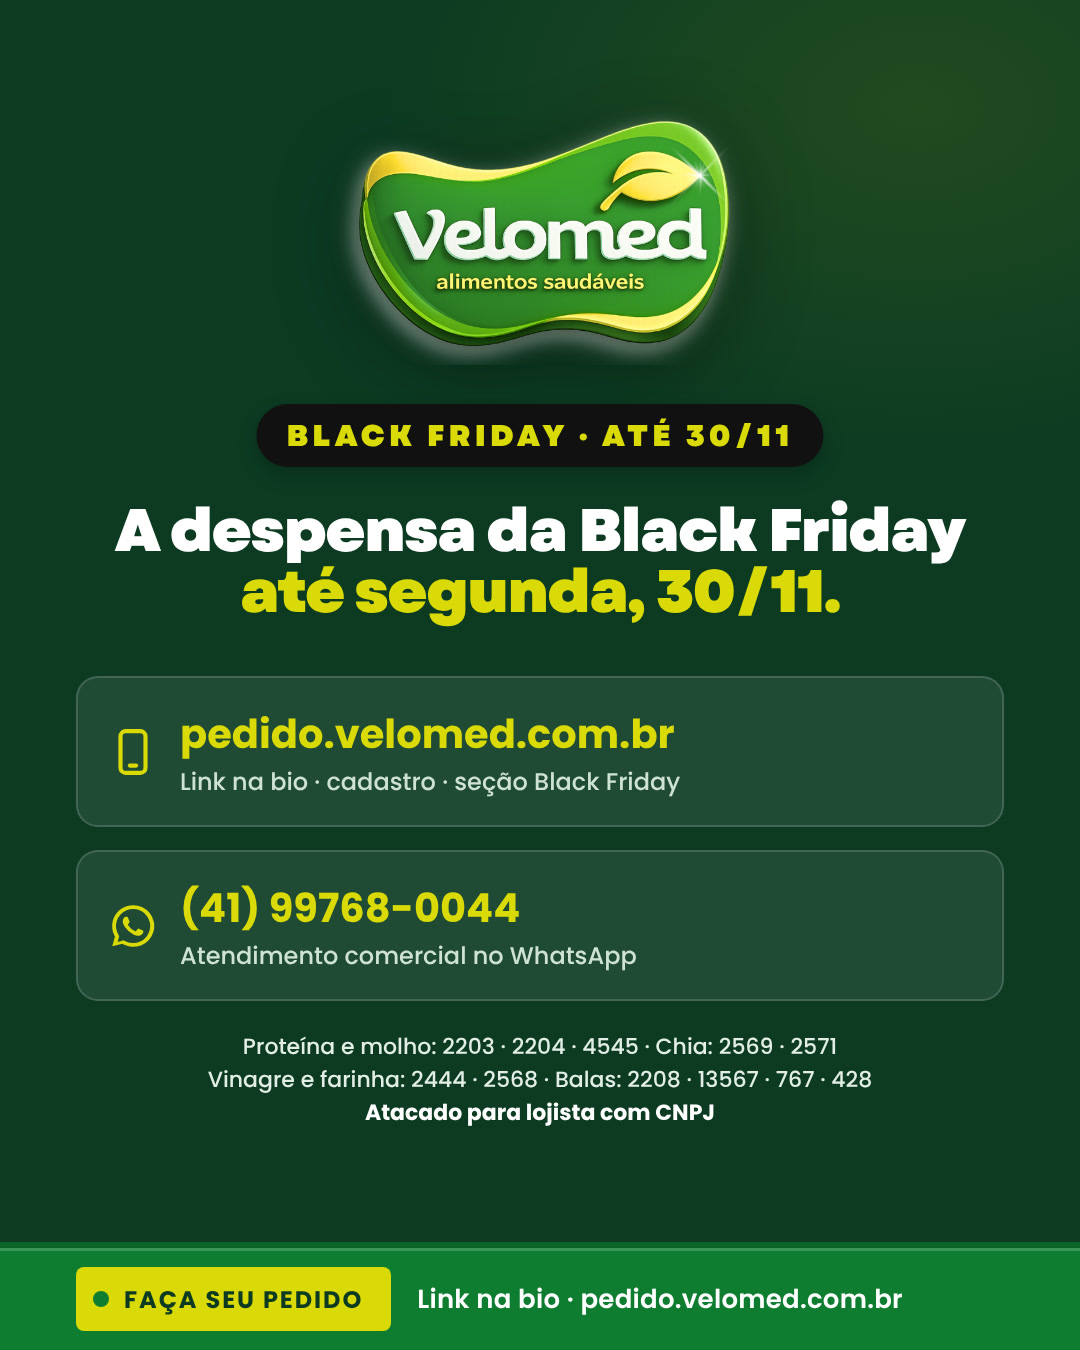 Velomed
alimentos saudáveis
BLACK FRIDAY · ATÉ 30/11
A despensa da Black Friday
até segunda, 30/11.
pedido.velomed.com.br
Link na bio · cadastro · seção Black Friday
(41) 99768-0044
Atendimento comercial no WhatsApp
Proteína e molho: 2203 · 2204 · 4545 · Chia: 2569 · 2571
Vinagre e farinha: 2444 · 2568 · Balas: 2208 · 13567 · 767 · 428
Atacado para lojista com CNPJ
FAÇA SEU PEDIDO
Link na bio · pedido.velomed.com.br